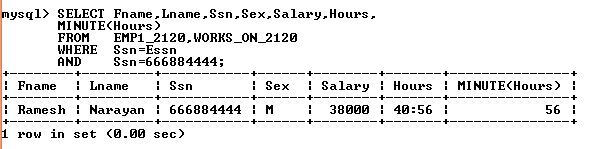 mysql> SELECT Fname,Lname,Ssn,Sex,Salary,Hours,
MINUTE(Hours)
FROM EMP1_2120,WORKS_ON_2120
WHERE Ssn=Essn
AND Ssn=666884444;
+--------+---------+-----------+------+--------+-------+---------------+
| Fname | Lname | Ssn | Sex | Salary | Hours | MINUTE(Hours) |
+--------+---------+-----------+------+--------+-------+---------------+
| Ramesh | Narayan | 666884444 | M | 38000 | 40:56 | 56 |
+--------+---------+-----------+------+--------+-------+---------------+
1 row in set (0.00 sec)